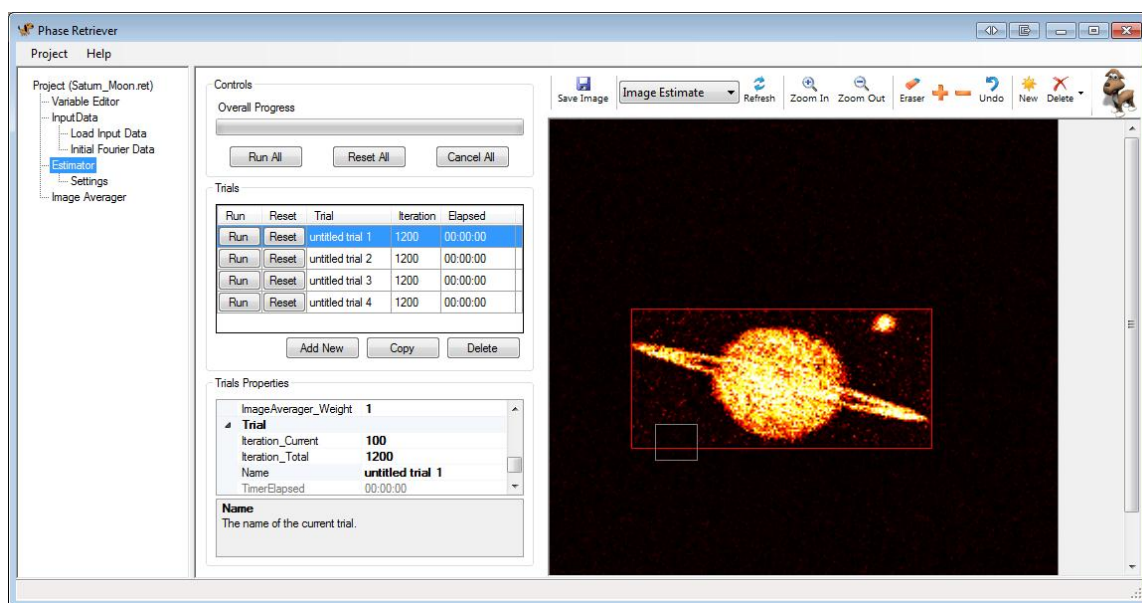 Phase Retriever
Project Help
Project (Saturn_Moon.ret)
Variable Editor
InputData
Load Input Data
Initial Fourier Data
Estimator
Settings
Image Averager
Controls
Overall Progress
Run All Reset All Cancel All
Trials
Run Reset Trial Iteration Elapsed
Run Reset untitled trial 1 1200 00:00:00
Run Reset untitled trial 2 1200 00:00:00
Run Reset untitled trial 3 1200 00:00:00
Run Reset untitled trial 4 1200 00:00:00
Add New Copy Delete
Trials Properties
ImageAverager_Weight 1
Trial
Iteration_Current 100
Iteration_Total 1200
Name untitled trial 1
TimerElapsed 00:00:00
Name
The name of the current trial.
Save Image Image Estimate Refresh Zoom In Zoom Out Eraser Undo New Delete